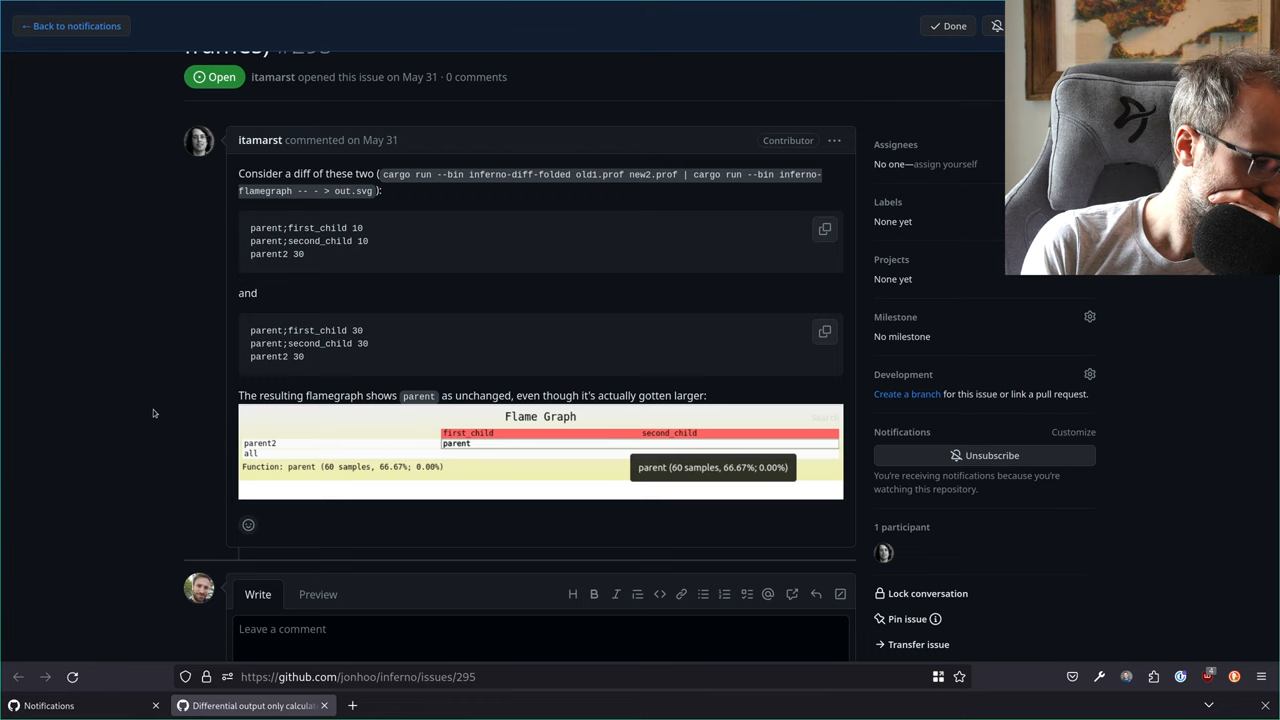 ← Back to notifications
Done
Open
itamarst opened this issue on May 31 · 0 comments
itamarst commented on May 31
Contributor
Consider a diff of these two ( cargo run --bin inferno-diff-folded old1.prof new2.prof | cargo run --bin inferno-
flamegraph -- - > out.svg ):
parent;first_child 10
parent;second_child 10
parent2 30
and
parent;first_child 30
parent;second_child 30
parent2 30
The resulting flamegraph shows parent as unchanged, even though it's actually gotten larger:
Flame Graph
Search
first_child second_child
parent2 parent
all
Function: parent (60 samples, 66.67%; 0.00%)
parent (60 samples, 66.67%; 0.00%)
Write Preview
Leave a comment
Assignees
No one—assign yourself
Labels
None yet
Projects
None yet
Milestone
No milestone
Development
Create a branch for this issue or link a pull request.
Notifications
Customize
Unsubscribe
You're receiving notifications because you're
watching this repository.
1 participant
Lock conversation
Pin issue
Transfer issue
https://github.com/jonhoo/inferno/issues/295
4
Notifications
Differential output only calculat